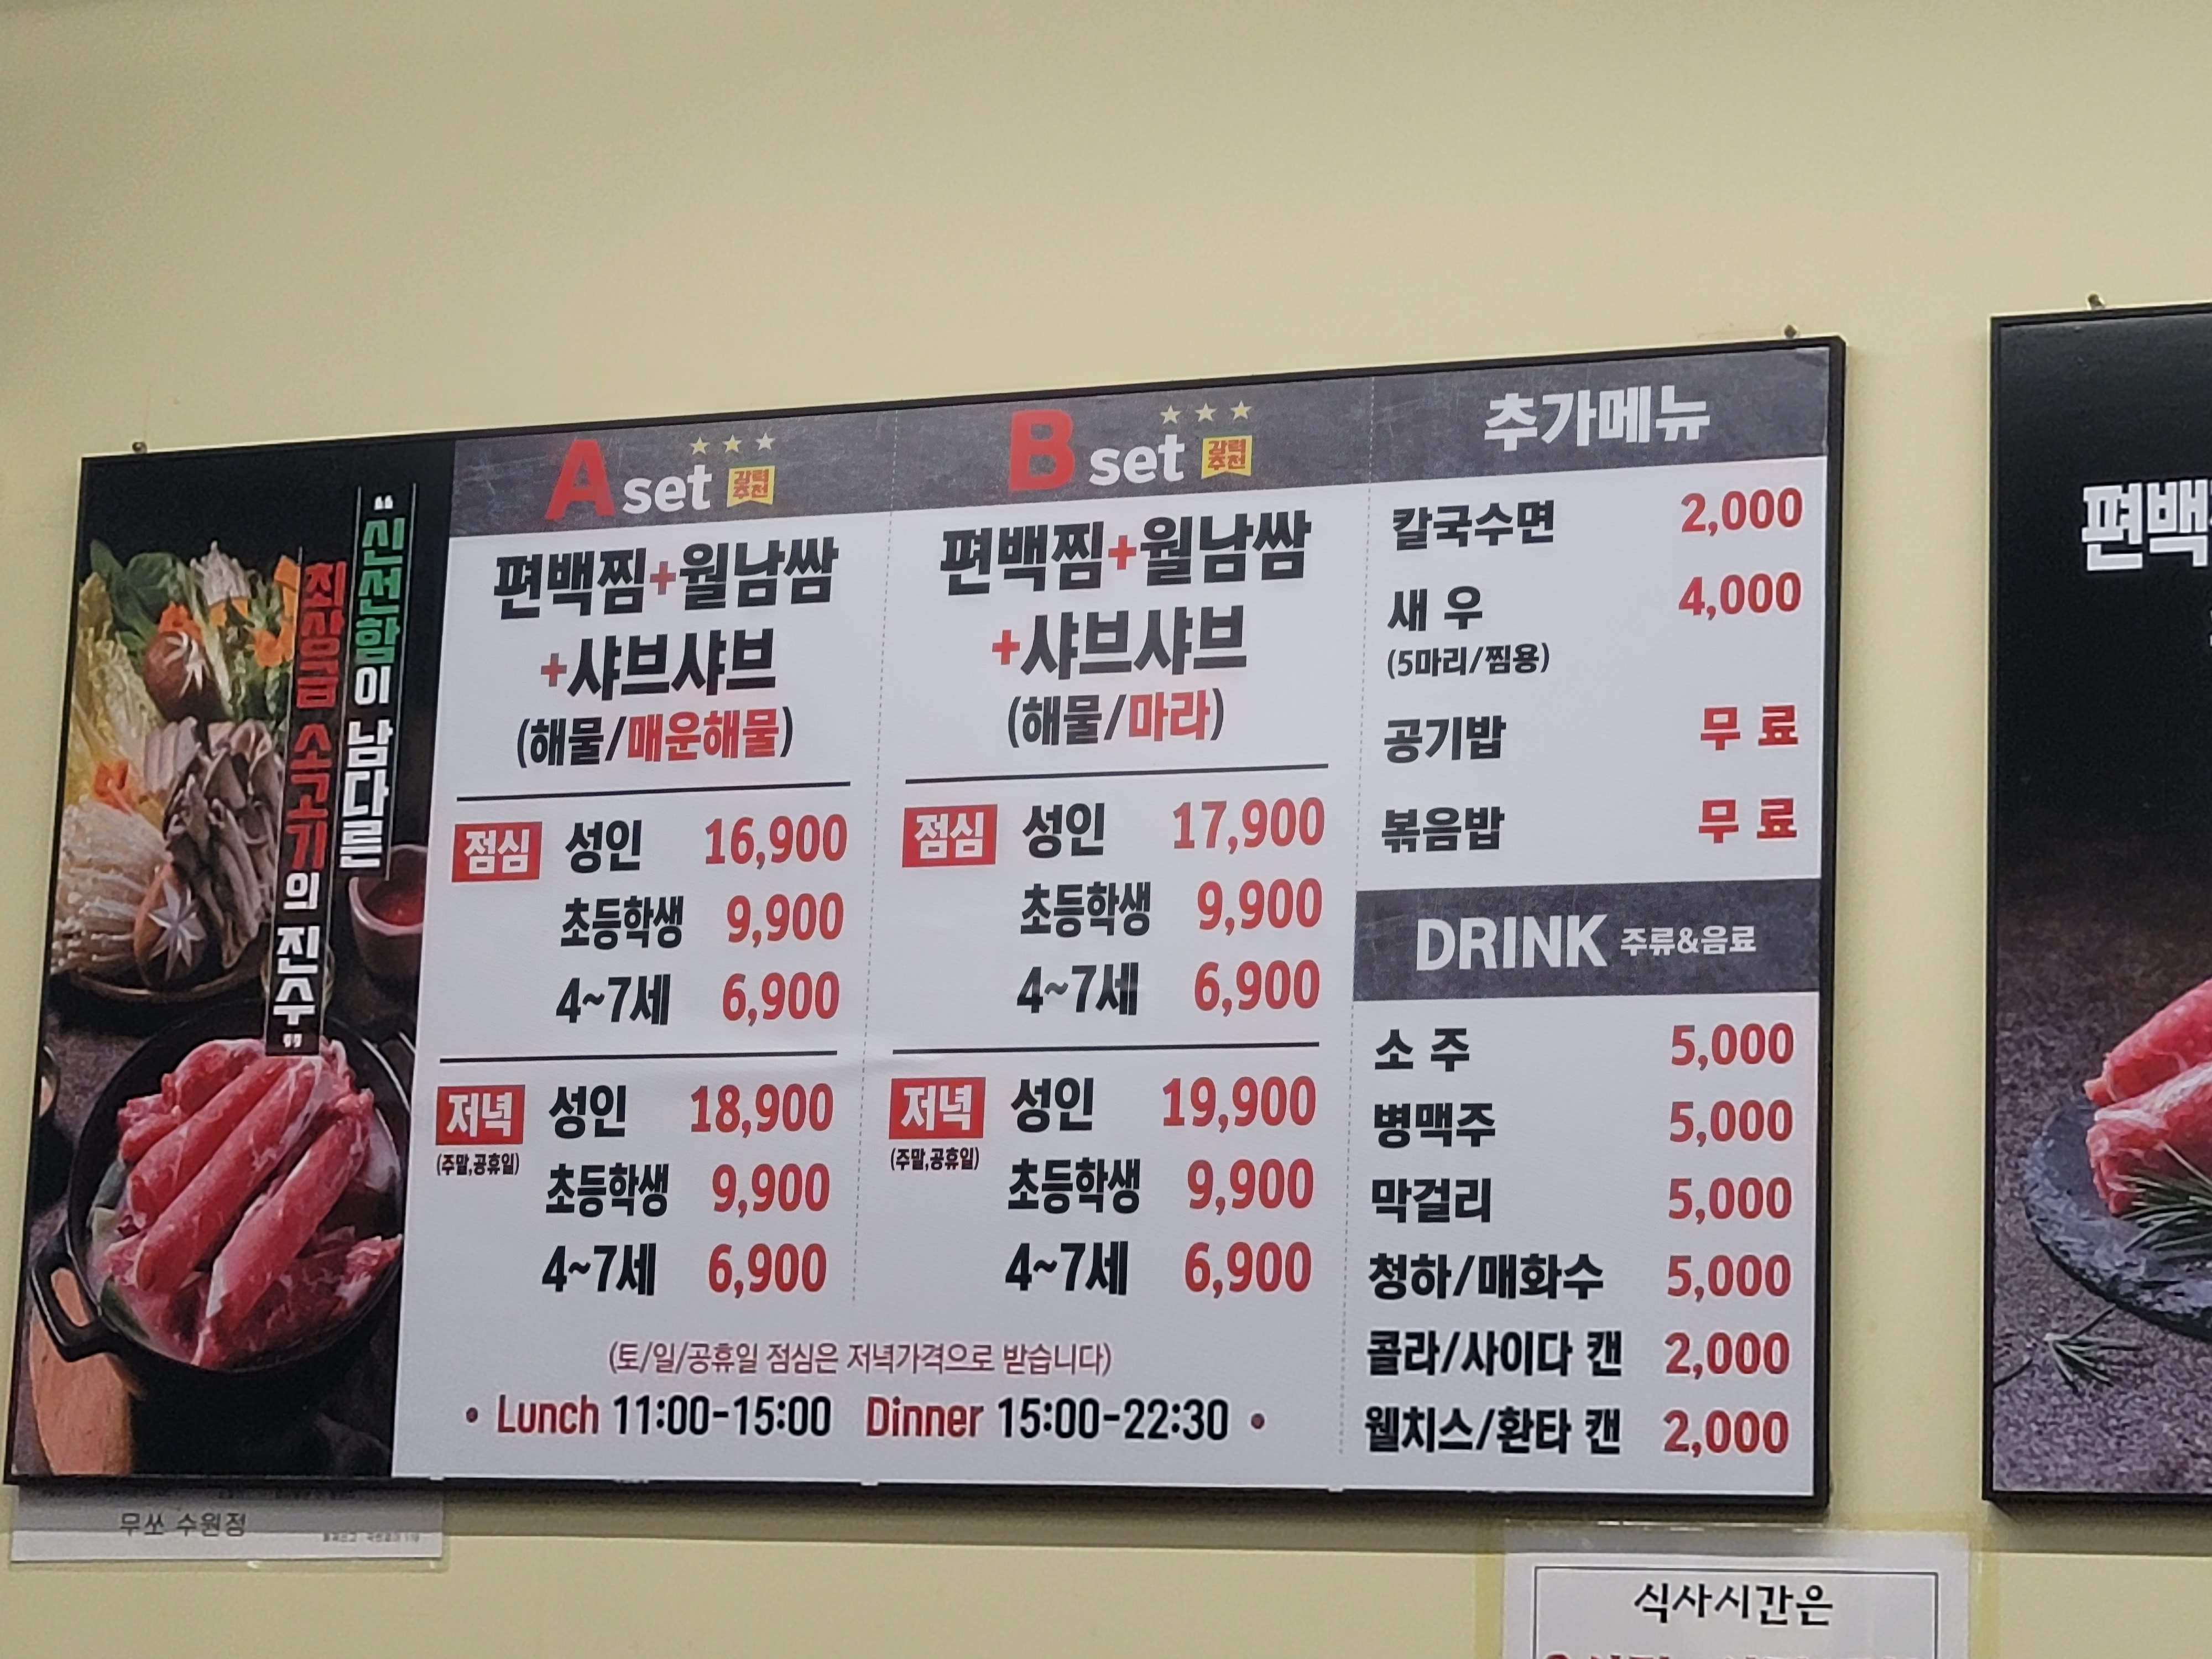 "신선함이 남다른
최상급 소고기의 진수"
A set 강력추천
편백찜+월남쌈
+샤브샤브
(해물/매운해물)
점심 성인 16,900
초등학생 9,900
4~7세 6,900
저녁 성인 18,900
(주말,공휴일)
초등학생 9,900
4~7세 6,900
B set 강력추천
편백찜+월남쌈
+샤브샤브
(해물/마라)
점심 성인 17,900
초등학생 9,900
4~7세 6,900
저녁 성인 19,900
(주말,공휴일)
초등학생 9,900
4~7세 6,900
(토/일/공휴일 점심은 저녁가격으로 받습니다)
• Lunch 11:00-15:00 Dinner 15:00-22:30 •
추가메뉴
칼국수면 2,000
새 우 4,000
(5마리/찜용)
공기밥 무 료
볶음밥 무 료
DRINK 주류&음료
소 주 5,000
병맥주 5,000
막걸리 5,000
청하/매화수 5,000
콜라/사이다 캔 2,000
웰치스/환타 캔 2,000
편백
무쏘 수원점
식사시간은